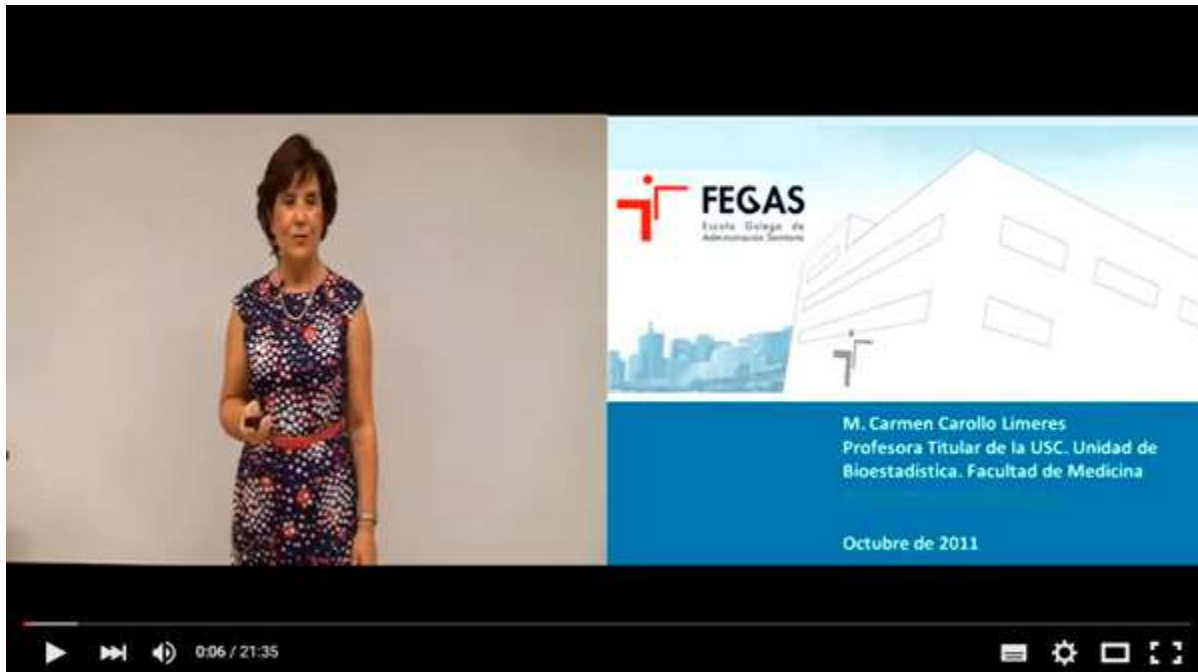 FEGAS
Escola Galega de
Administración Sanitaria
M. Carmen Carollo Limeres
Profesora Titular de la USC. Unidad de
Bioestadística. Facultad de Medicina
Octubre de 2011
0:06 / 21:35